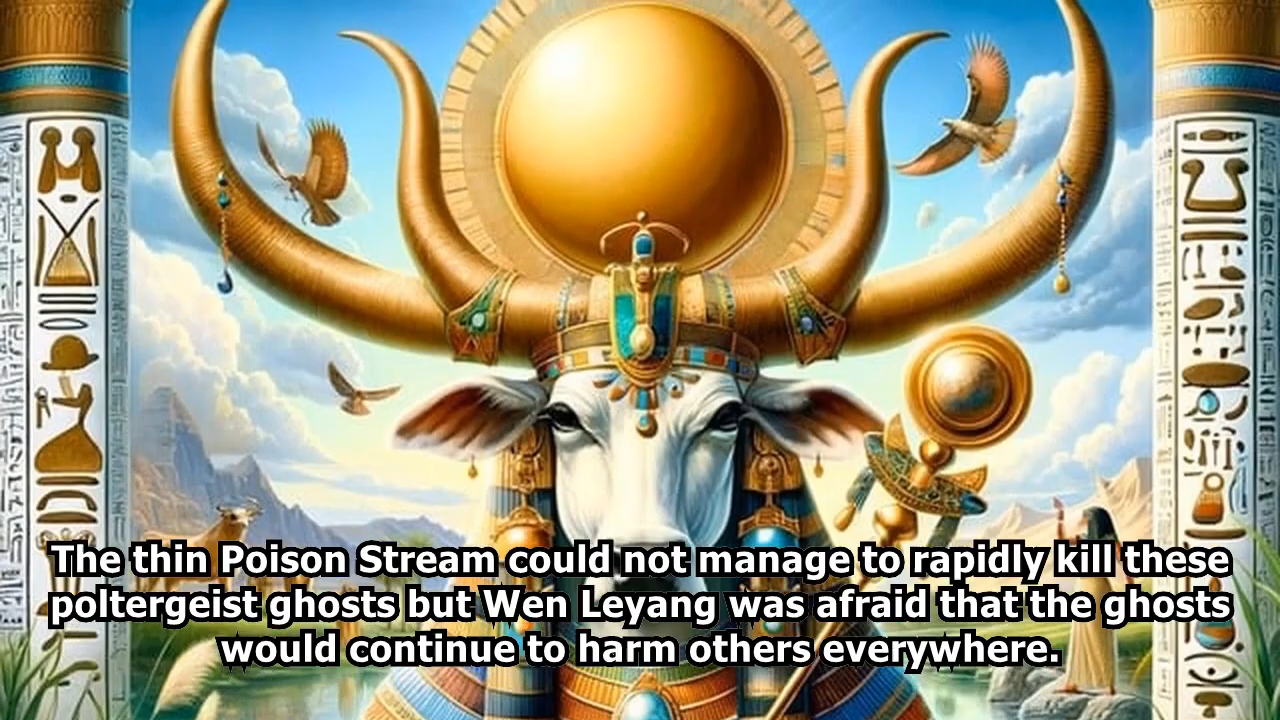 The thin Poison Stream could not manage to rapidly kill these
poltergeist ghosts but Wen Leyang was afraid that the ghosts
would continue to harm others everywhere.